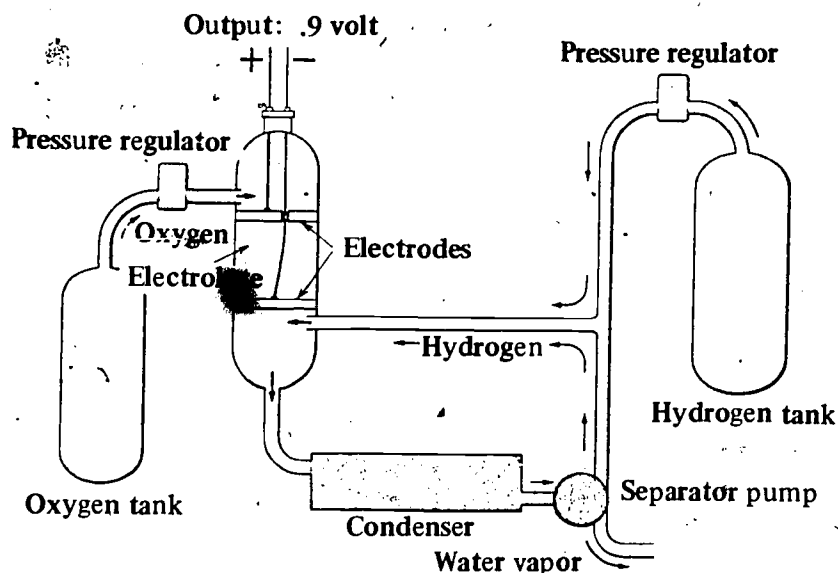 Output: .9 volt
+ −
Pressure regulator
Pressure regulator
Oxygen
Electrodes
Hydrogen
Hydrogen tank
Oxygen tank
Separator pump
Condenser
Water vapor